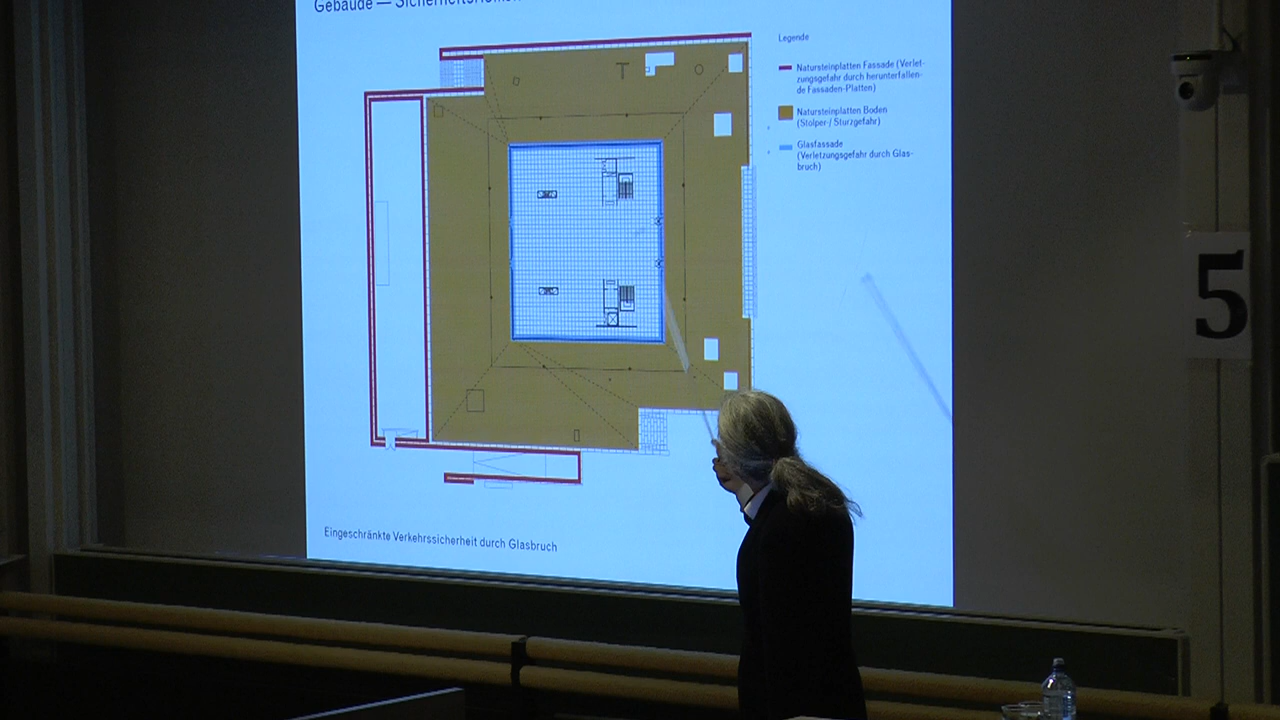 Gebäude — Sicherheitsrisiken
Legende
Natursteinplatten Fassade (Verlet-
zungsgefahr durch herunterfallen-
de Fassaden-Platten)
Natursteinplatten Boden
(Stolper-/ Sturzgefahr)
Glasfassade
(Verletzungsgefahr durch Glas-
bruch)
5
Eingeschränkte Verkehrssicherheit durch Glasbruch